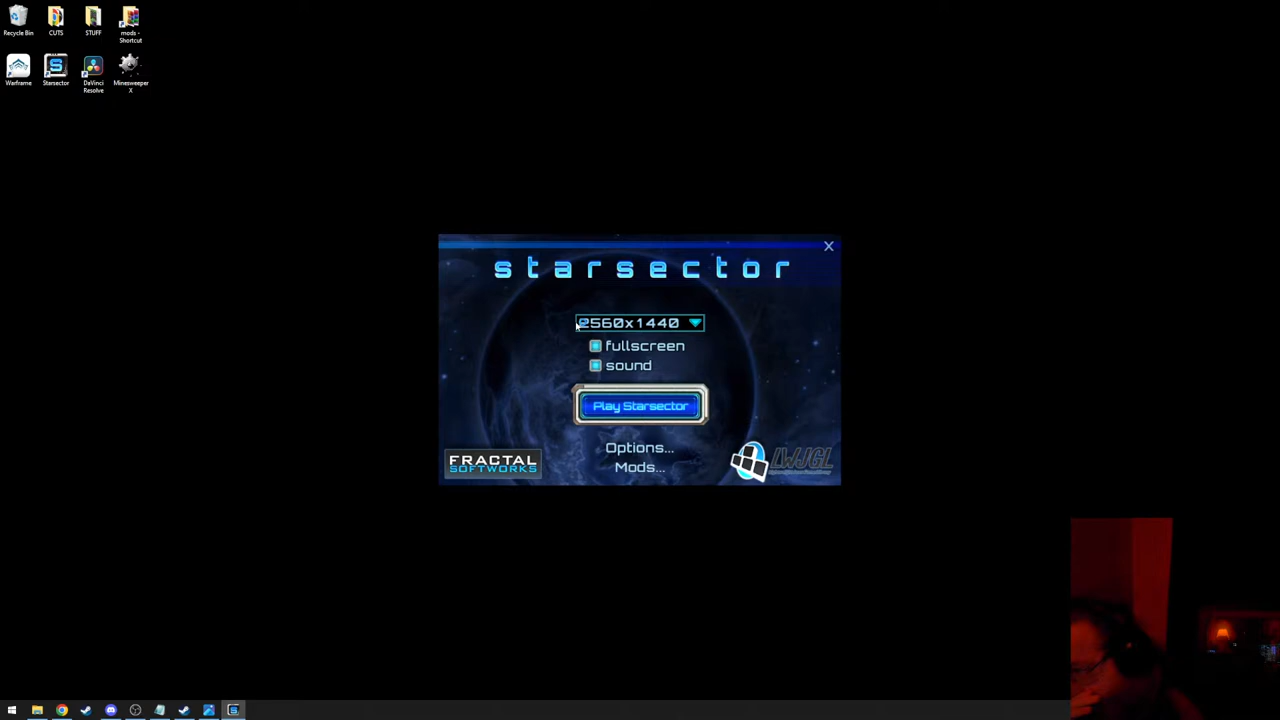 Recycle Bin
CUTS
STUFF
mods -
Shortcut
Warframe
Starsector
DaVinci
Resolve
Minesweeper
X
X
starsector
2560x1440
fullscreen
sound
Play Starsector
Options...
Mods...
FRACTAL
SOFTWORKS
LWJGL